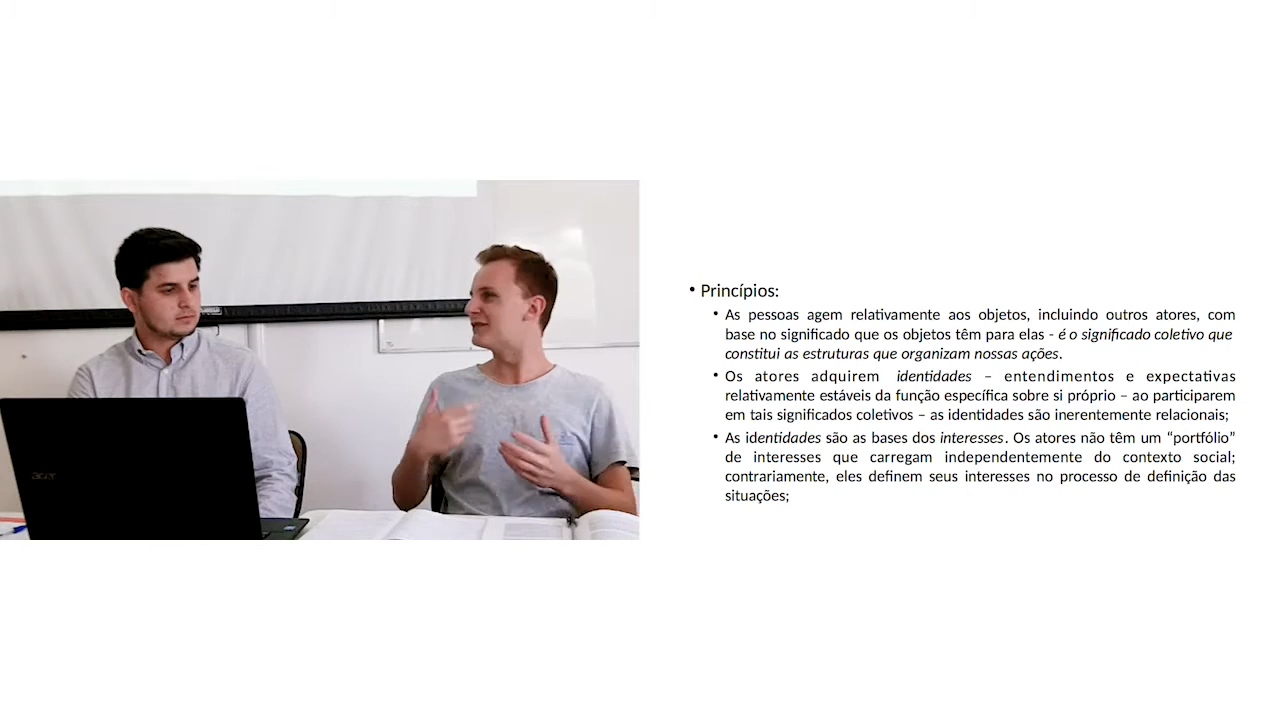 acer
• Princípios:
• As pessoas agem relativamente aos objetos, incluindo outros atores, com
base no significado que os objetos têm para elas - é o significado coletivo que
constitui as estruturas que organizam nossas ações.
• Os atores adquirem identidades – entendimentos e expectativas
relativamente estáveis da função específica sobre si próprio – ao participarem
em tais significados coletivos – as identidades são inerentemente relacionais;
• As identidades são as bases dos interesses. Os atores não têm um “portfólio”
de interesses que carregam independentemente do contexto social;
contrariamente, eles definem seus interesses no processo de definição das
situações;